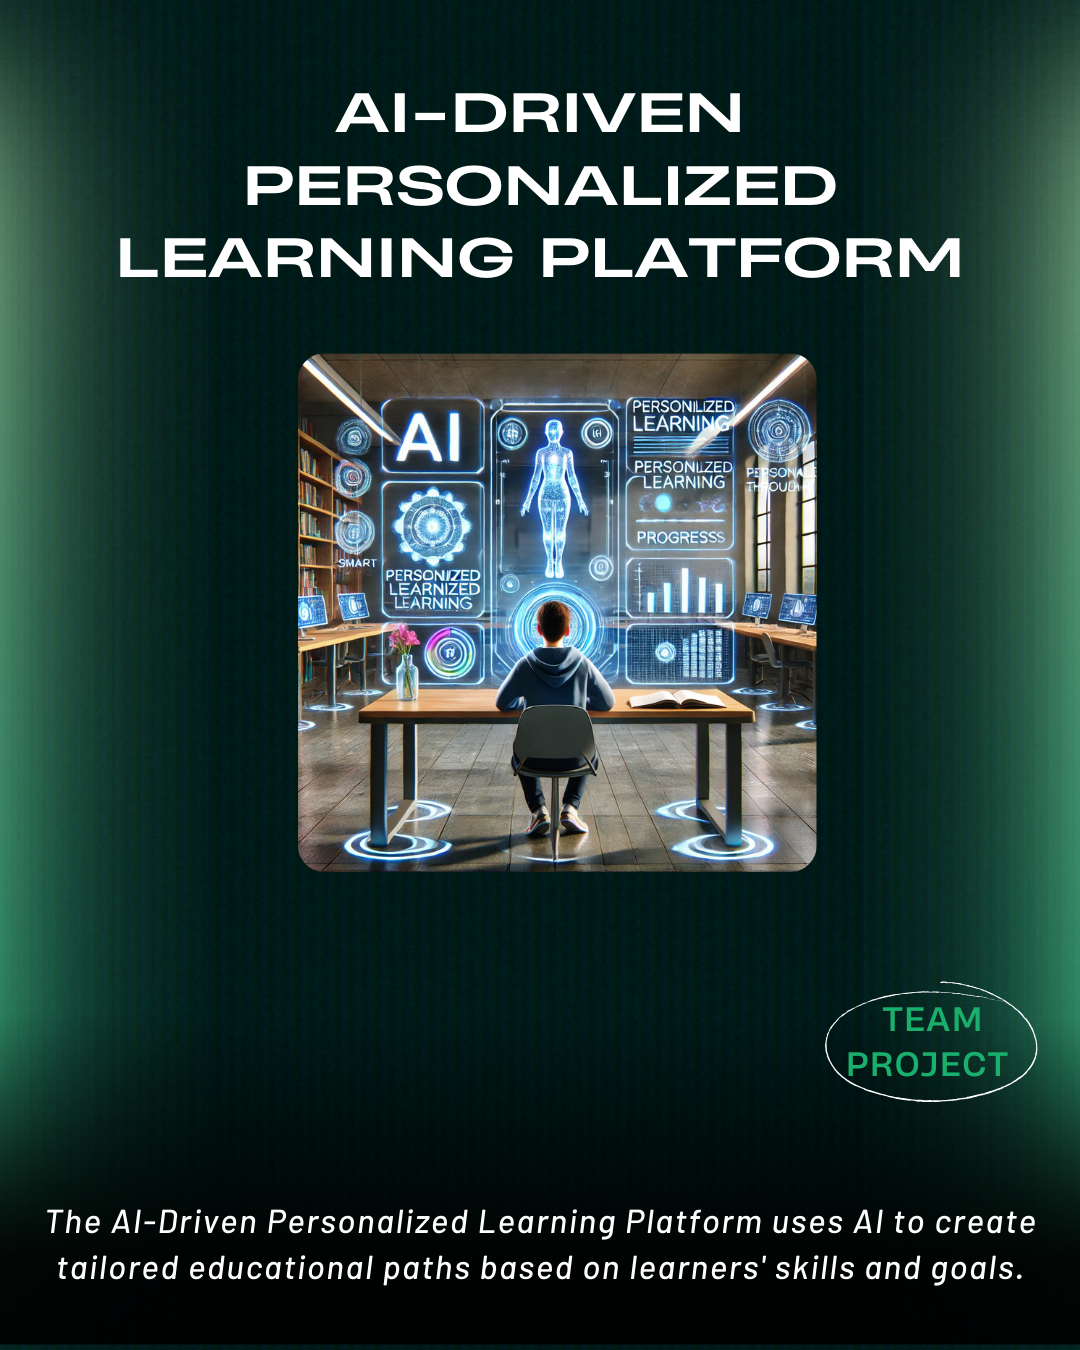 AI-DRIVEN
PERSONALIZED
LEARNING PLATFORM
AI
PERSONILIZED
LEARNING
PERSONILZED
LEARNING
PROGRESSS
SMART
PERSONIZED
LEARNIZED
LEARNING
TEAM
PROJECT
The AI-Driven Personalized Learning Platform uses AI to create
tailored educational paths based on learners' skills and goals.